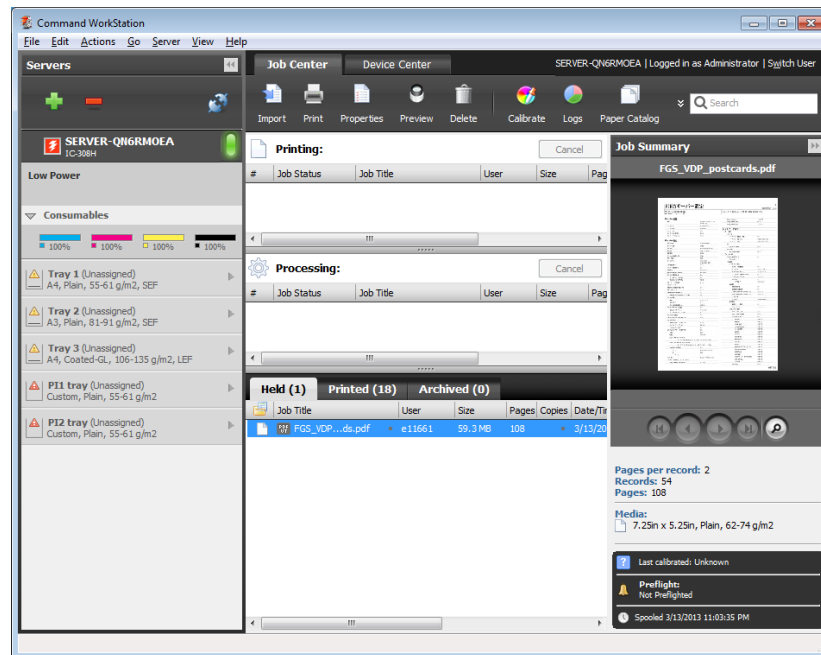 Command WorkStation
File Edit Actions Go Server View Help
Servers
Job Center Device Center
SERVER-QN6RMOEA | Logged in as Administrator | Switch User
Import Print Properties Preview Delete Calibrate Logs Paper Catalog
Search
SERVER-QN6RMOEA
IC-308H
Low Power
Consumables
100% 100% 100% 100%
Tray 1 (Unassigned)
A4, Plain, 55-61 g/m2, SEF
Tray 2 (Unassigned)
A3, Plain, 81-91 g/m2, SEF
Tray 3 (Unassigned)
A4, Coated-GL, 106-135 g/m2, LEF
PI1 tray (Unassigned)
Custom, Plain, 55-61 g/m2
PI2 tray (Unassigned)
Custom, Plain, 55-61 g/m2
Printing:
Cancel
# Job Status Job Title User Size Pag
Processing:
Cancel
# Job Status Job Title User Size Pag
Held (1) Printed (18) Archived (0)
Job Title User Size Pages Copies Date/Tir
PDF VT FGS_VDP...ds.pdf e11661 59.3 MB 108 3/13/20
Job Summary
FGS_VDP_postcards.pdf
Pages per record: 2
Records: 54
Pages: 108
Media:
7.25in x 5.25in, Plain, 62-74 g/m2
Last calibrated: Unknown
Preflight:
Not Preflighted
Spooled 3/13/2013 11:03:35 PM